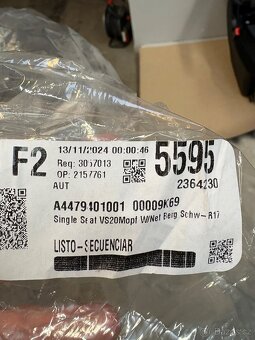 F2
13/11/2024 00:00:46
Req: 3057013
OP: 2157761
AUT
5595
2364230
A4479401001 00009K69
Single Seat VS20Mopf W/Net Berg Schw- R17
LISTO-SECUENCIAR